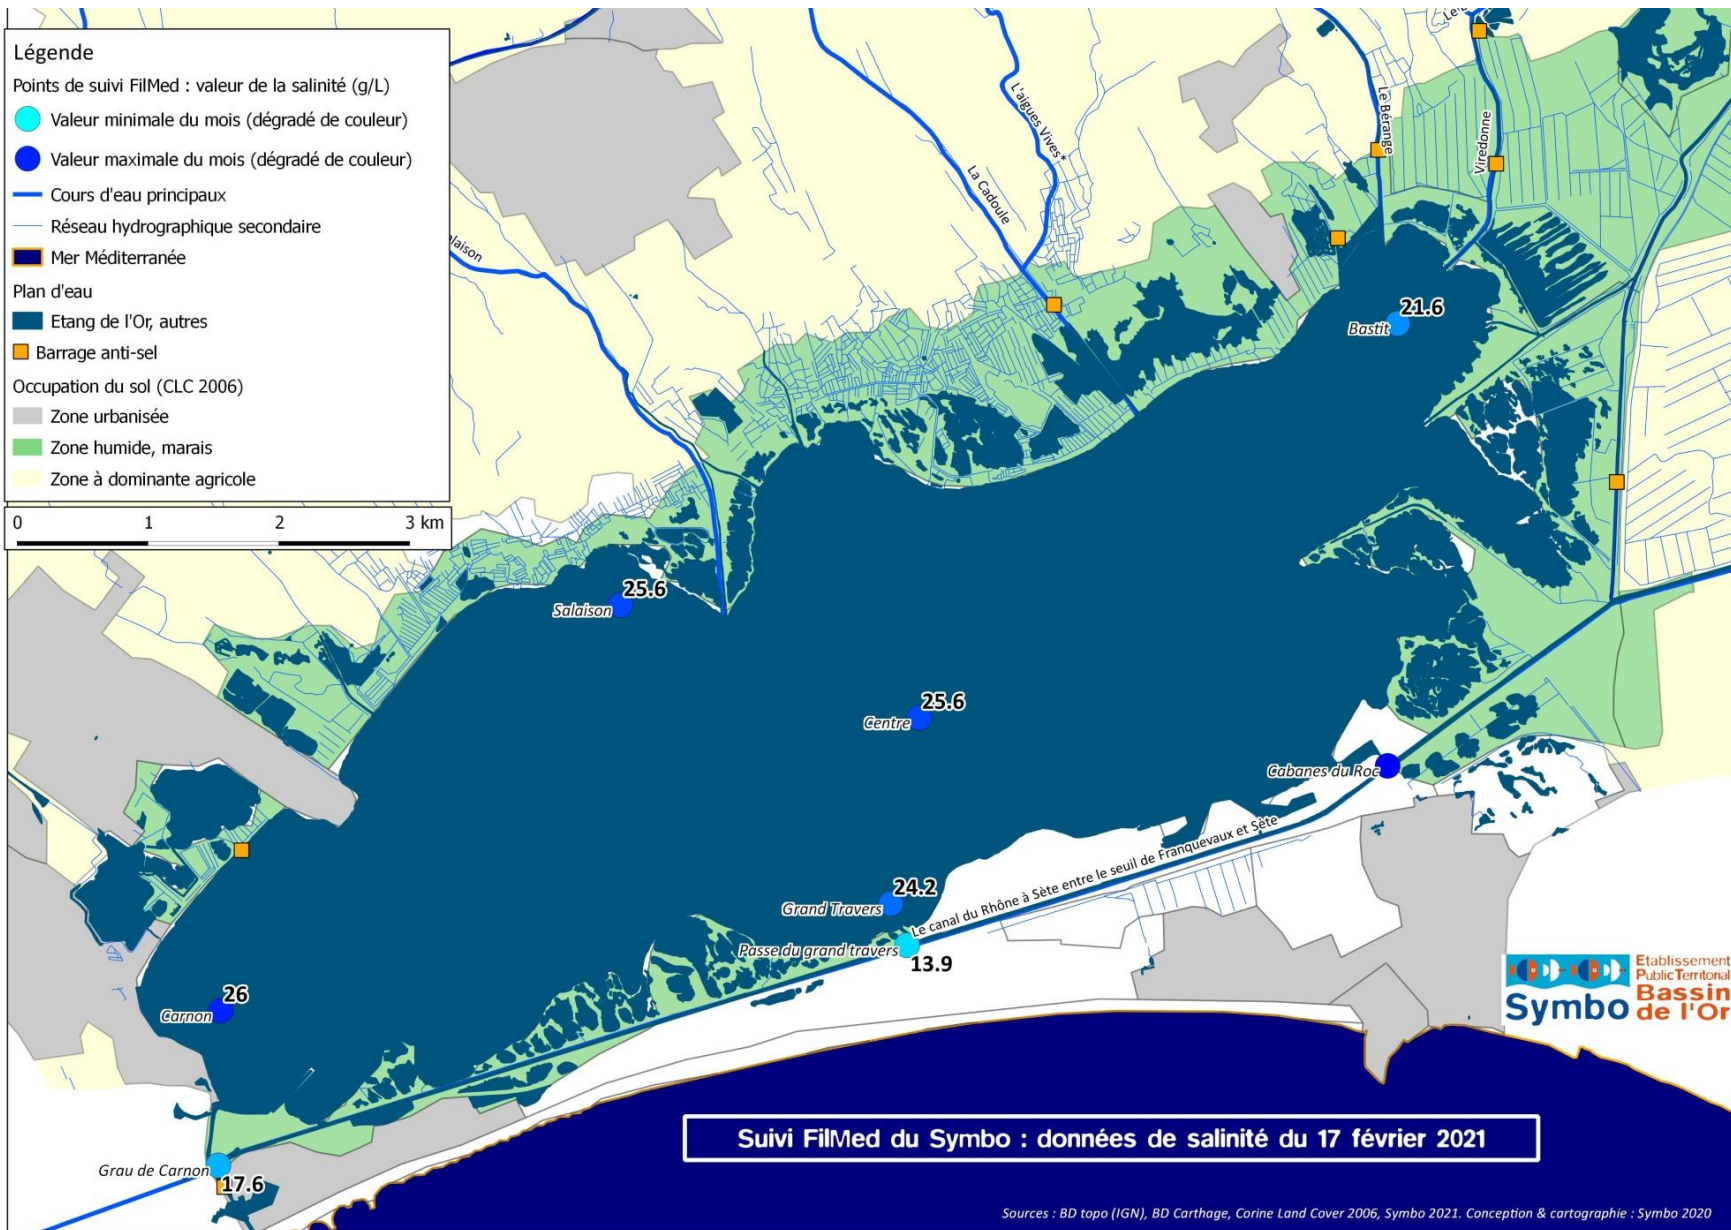 Légende
Points de suivi FilMed : valeur de la salinité (g/L)
Valeur minimale du mois (dégradé de couleur)
Valeur maximale du mois (dégradé de couleur)
Cours d'eau principaux
Réseau hydrographique secondaire
Mer Méditerranée
Plan d'eau
Etang de l'Or, autres
Barrage anti-sel
Occupation du sol (CLC 2006)
Zone urbanisée
Zone humide, marais
Zone à dominante agricole
0 1 2 3 km
L'aigues Vives*
La Cadoule
Le Bérange
Viredonne
21.6
Bastit
25.6
Salaison
25.6
Centre
Cabanes du Roc
Le canal du Rhône à Sète entre le seuil de Franquevaux et Sète
24.2
Grand Travers
Passe du grand travers
13.9
26
Carnon
Grau de Carnon
17.6
Etablissement
Public Territorial
Bassin
de l'Or
Symbo
Suivi FilMed du Symbo : données de salinité du 17 février 2021
Sources : BD topo (IGN), BD Carthage, Corine Land Cover 2006, Symbo 2021. Conception & cartographie : Symbo 2020